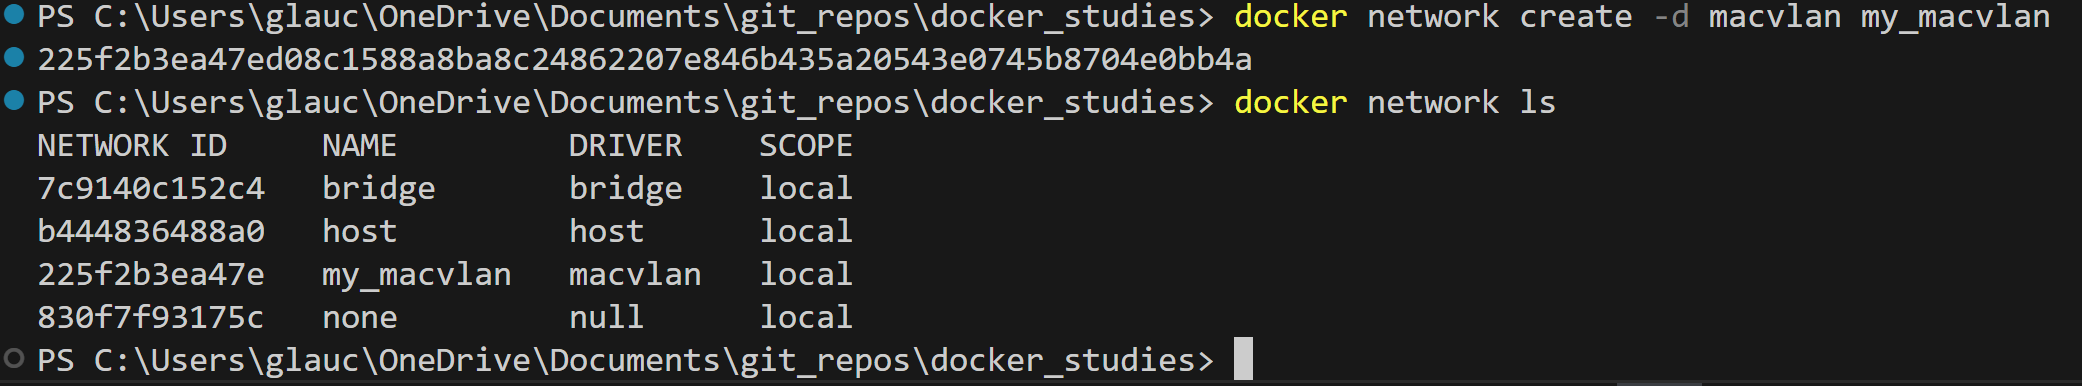 PS C:\Users\glauc\OneDrive\Documents\git_repos\docker_studies> docker network create -d macvlan my_macvlan
225f2b3ea47ed08c1588a8ba8c24862207e846b435a20543e0745b8704e0bb4a
PS C:\Users\glauc\OneDrive\Documents\git_repos\docker_studies> docker network ls
NETWORK ID     NAME         DRIVER    SCOPE
7c9140c152c4   bridge       bridge    local
b444836488a0   host         host      local
225f2b3ea47e   my_macvlan   macvlan   local
830f7f93175c   none         null      local
PS C:\Users\glauc\OneDrive\Documents\git_repos\docker_studies>